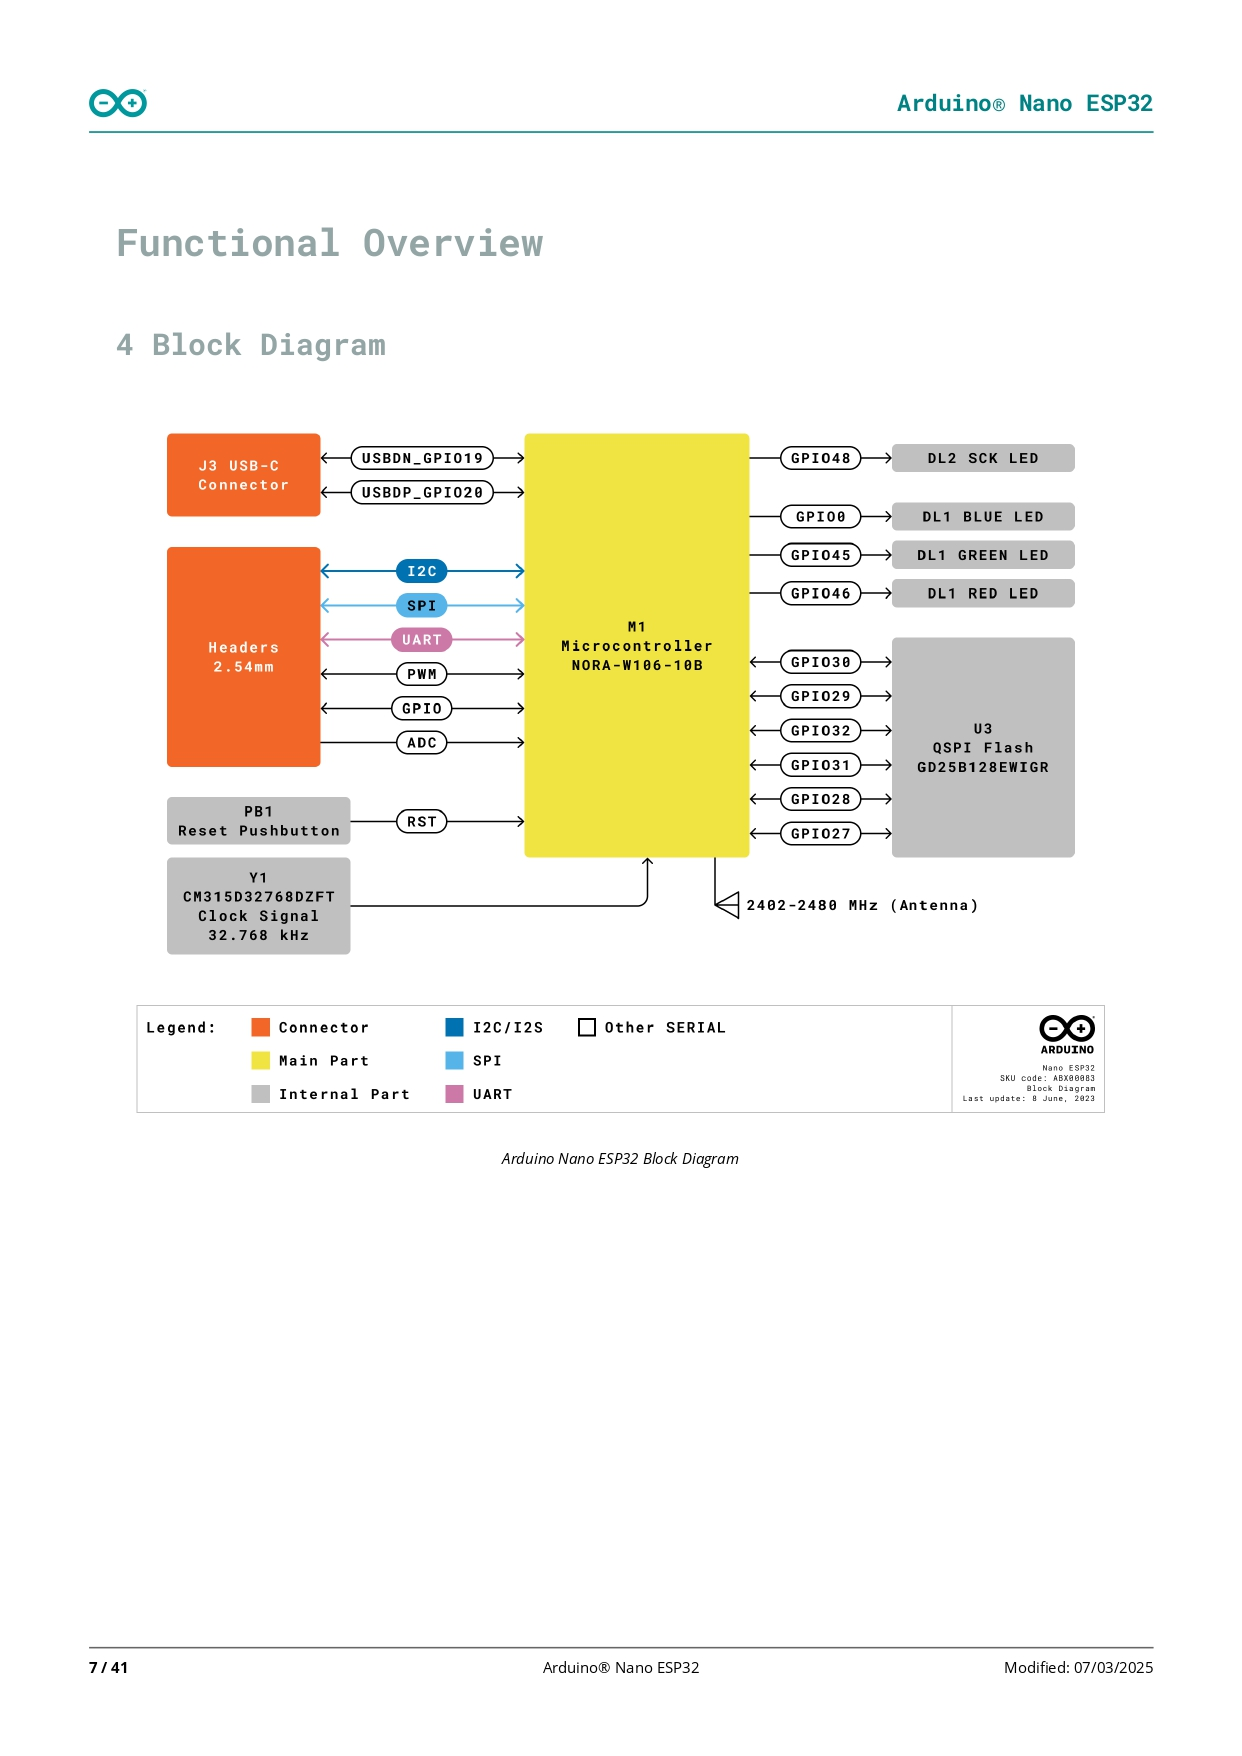 Arduino® Nano ESP32
Functional Overview
4 Block Diagram
J3 USB-C
Connector
USBDN_GPIO19
USBDP_GPIO20
Headers
2.54mm
I2C
SPI
UART
PWM
GPIO
ADC
PB1
Reset Pushbutton
RST
Y1
CM315D32768DZFT
Clock Signal
32.768 kHz
M1
Microcontroller
NORA-W106-10B
GPIO48
DL2 SCK LED
GPIO0
DL1 BLUE LED
GPIO45
DL1 GREEN LED
GPIO46
DL1 RED LED
GPIO30
GPIO29
GPIO32
GPIO31
GPIO28
GPIO27
U3
QSPI Flash
GD25B128EWIGR
2402-2480 MHz (Antenna)
Legend:
Connector
Main Part
Internal Part
I2C/I2S
SPI
UART
Other SERIAL
ARDUINO
Nano ESP32
SKU code: ABX00083
Block Diagram
Last update: 8 June, 2023
Arduino Nano ESP32 Block Diagram
7 / 41
Arduino® Nano ESP32
Modified: 07/03/2025